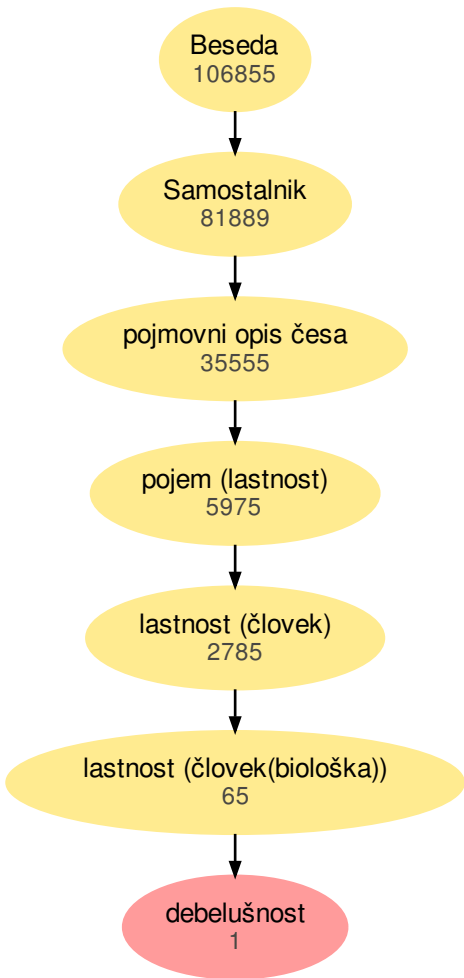 Beseda
106855
Samostalnik
81889
pojmovni opis česa
35555
pojem (lastnost)
5975
lastnost (človek)
2785
lastnost (človek(biološka))
65
debelušnost
1